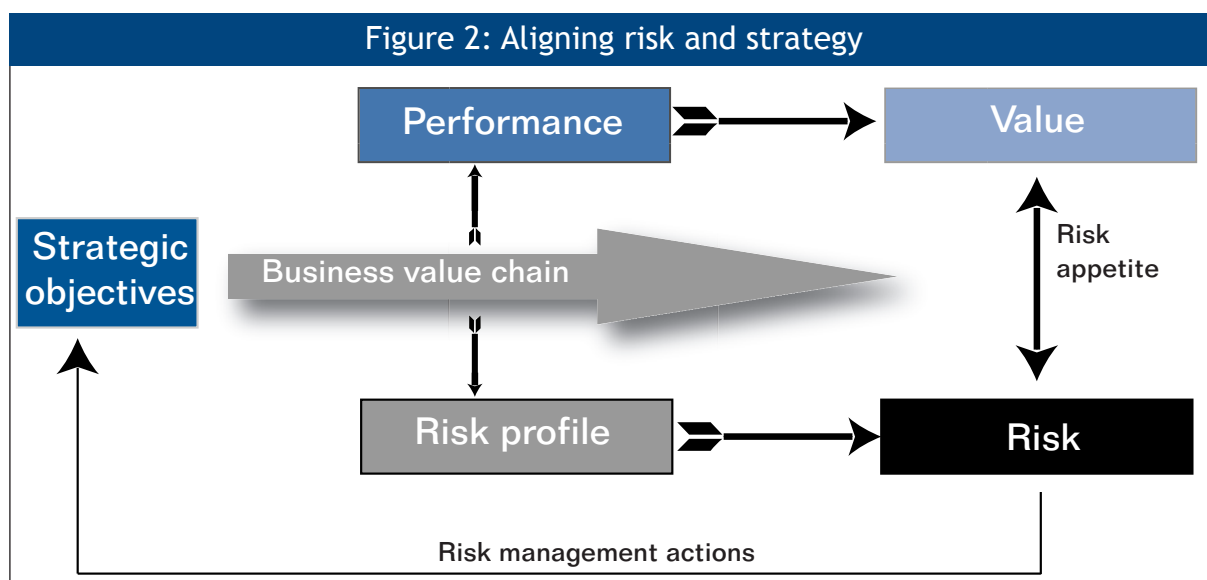 Figure 2: Aligning risk and strategy
Performance
Value
Strategic
objectives
Business value chain
Risk
appetite
Risk profile
Risk
Risk management actions